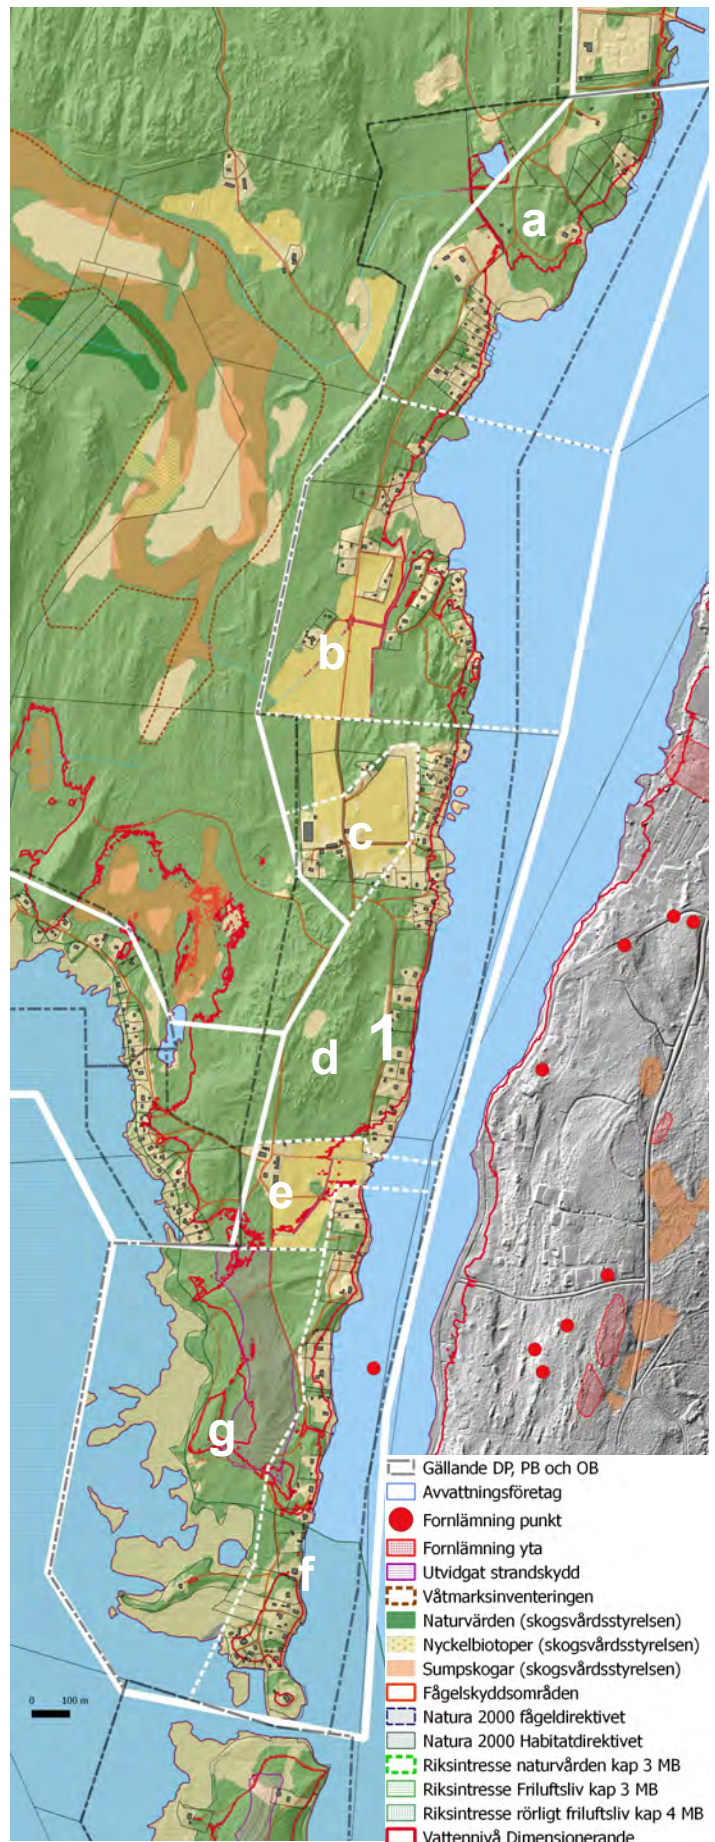 a
b
c
1
d
e
g
f
0 100 m
Gällande DP, PB och OB
Avvattningsföretag
Fornlämning punkt
Fornlämning yta
Utvidgat strandskydd
Våtmarksinventeringen
Naturvärden (skogsvårdsstyrelsen)
Nyckelbiotoper (skogsvårdsstyrelsen)
Sumpskogar (skogsvårdsstyrelsen)
Fågelskyddsområden
Natura 2000 fågeldirektivet
Natura 2000 Habitatdirektivet
Riksintresse naturvården kap 3 MB
Riksintresse Friluftsliv kap 3 MB
Riksintresse rörligt friluftsliv kap 4 MB
Vattennivå Dimensionerande